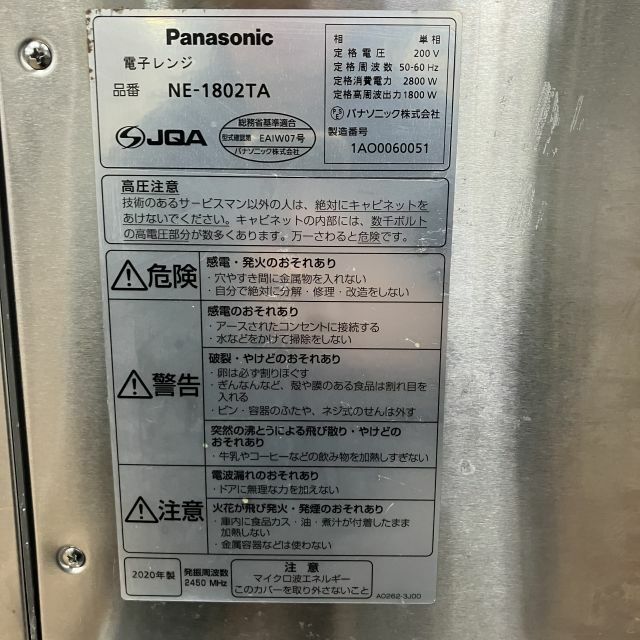 Panasonic
電子レンジ
品番 NE-1802TA
JQA
総務省基準適合
型式確認第 EAIW07号
パナソニック株式会社
相 単相
定格電圧 200 V
定格周波数 50-60 Hz
定格消費電力 2800 W
定格高周波出力 1800 W
パナソニック株式会社
製造番号
1AO0060051
高圧注意
技術のあるサービスマン以外の人は、絶対にキャビネットを
あけないでください。キャビネットの内部には、数千ボルト
の高電圧部分が数多くあります。万一さわると危険です。
危険
感電・発火のおそれあり
・穴やすき間に金属物を入れない
・自分で絶対に分解・修理・改造をしない
警告
感電のおそれあり
・アースされたコンセントに接続する
・水などをかけて掃除をしない
破裂・やけどのおそれあり
・卵は必ず割りほぐす
・ぎんなんなど、殻や膜のある食品は割れ目を
入れる
・ビン・容器のふたや、ネジ式のせんは外す
突然の沸とうによる飛び散り・やけどの
おそれあり
・牛乳やコーヒーなどの飲み物を加熱しすぎない
注意
電波漏れのおそれあり
・ドアに無理な力を加えない
火花が飛び発火・発煙のおそれあり
・庫内に食品カス・油・煮汁が付着したまま
加熱しない
・金属容器などは使わない
2020年製
発振周波数
2450 MHz
注意
マイクロ波エネルギー
このカバーを取り外さないこと
A0262-3J00